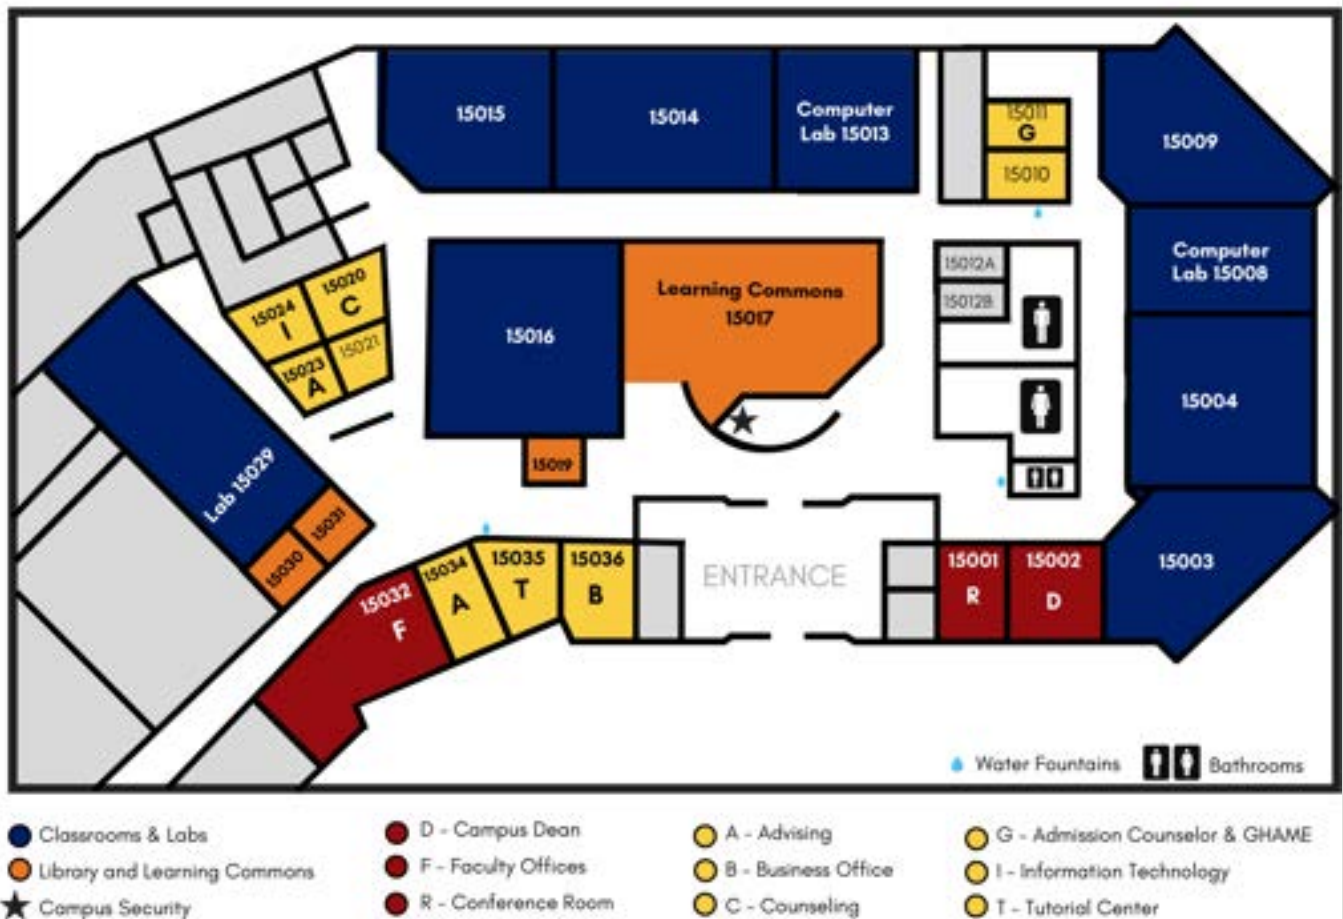 15015
15014
Computer
Lab 15013
15011
G
15010
15009
Computer
Lab 15008
15012A
15012B
15004
15003
15020
C
15024
I
15021
15023
A
15016
Learning Commons
15017
15019
Lab 15029
15031
15030
15032
F
15034
A
15035
T
15036
B
ENTRANCE
15001
R
15002
D
Water Fountains
Bathrooms
Classrooms & Labs
Library and Learning Commons
Campus Security
D - Campus Dean
F - Faculty Offices
R - Conference Room
A - Advising
B - Business Office
C - Counseling
G - Admission Counselor & GHAME
I - Information Technology
T - Tutorial Center